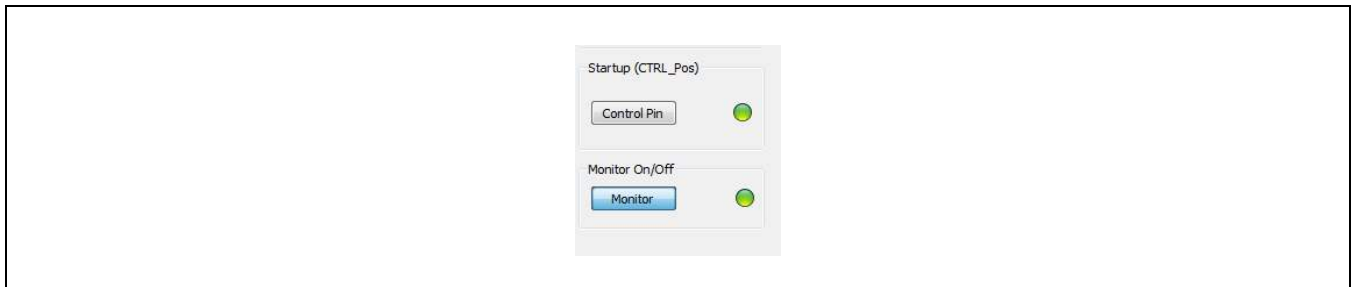 Startup (CTRL_Pos)
Control Pin
Monitor On/Off
Monitor